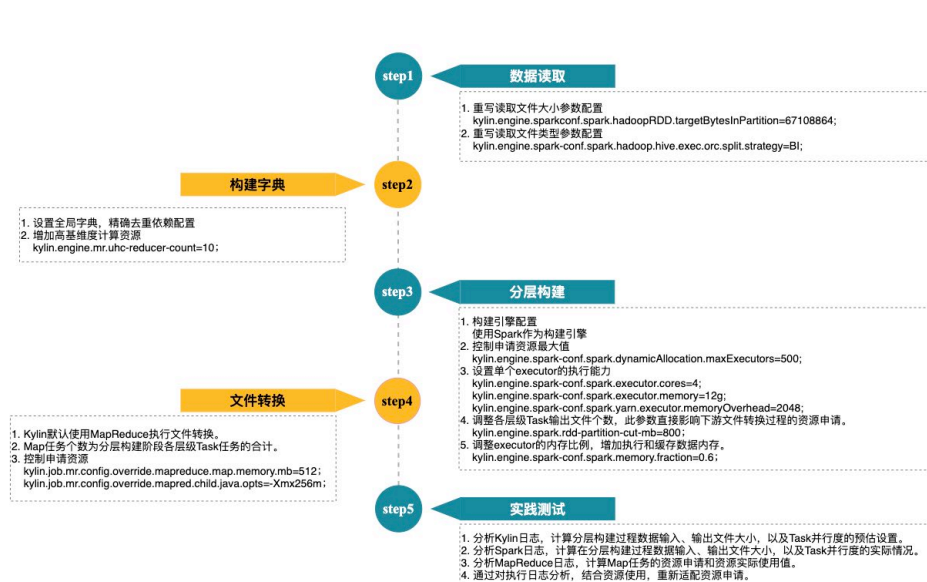 step1
数据读取
1. 重写读取文件大小参数配置
kylin.engine.sparkconf.spark.hadoopRDD.targetBytesInPartition=67108864;
2. 重写读取文件类型参数配置
kylin.engine.spark-conf.spark.hadoop.hive.exec.orc.split.strategy=BI;
构建字典
step2
1. 设置全局字典，精确去重依赖配置
2. 增加高基维度计算资源
kylin.engine.mr.uhc-reducer-count=10；
step3
分层构建
1. 构建引擎配置
使用Spark作为构建引擎
2. 控制申请资源最大值
kylin.engine.spark-conf.spark.dynamicAllocation.maxExecutors=500;
3. 设置单个executor的执行能力
kylin.engine.spark-conf.spark.executor.cores=4;
kylin.engine.spark-conf.spark.executor.memory=12g;
kylin.engine.spark-conf.spark.yarn.executor.memoryOverhead=2048;
4. 调整各层级Task输出文件个数，此参数直接影响下游文件转换过程的资源申请。
kylin.engine.spark.rdd-partition-cut-mb=800；
5. 调整executor的内存比例，增加执行和缓存数据内存。
kylin.engine.spark-conf.spark.memory.fraction=0.6；
文件转换
step4
1. Kylin默认使用MapReduce执行文件转换。
2. Map任务个数为分层构建阶段各层级Task任务的合计。
3. 控制申请资源
kylin.job.mr.config.override.mapreduce.map.memory.mb=512；
kylin.job.mr.config.override.mapred.child.java.opts=-Xmx256m；
step5
实践测试
1. 分析Kylin日志，计算分层构建过程数据输入、输出文件大小，以及Task并行度的预估设置。
2. 分析Spark日志，计算在分层构建过程数据输入、输出文件大小，以及Task并行度的实际情况。
3. 分析MapReduce日志，计算Map任务的资源申请和资源实际使用值。
4. 通过对执行日志分析，结合资源使用，重新适配资源申请。